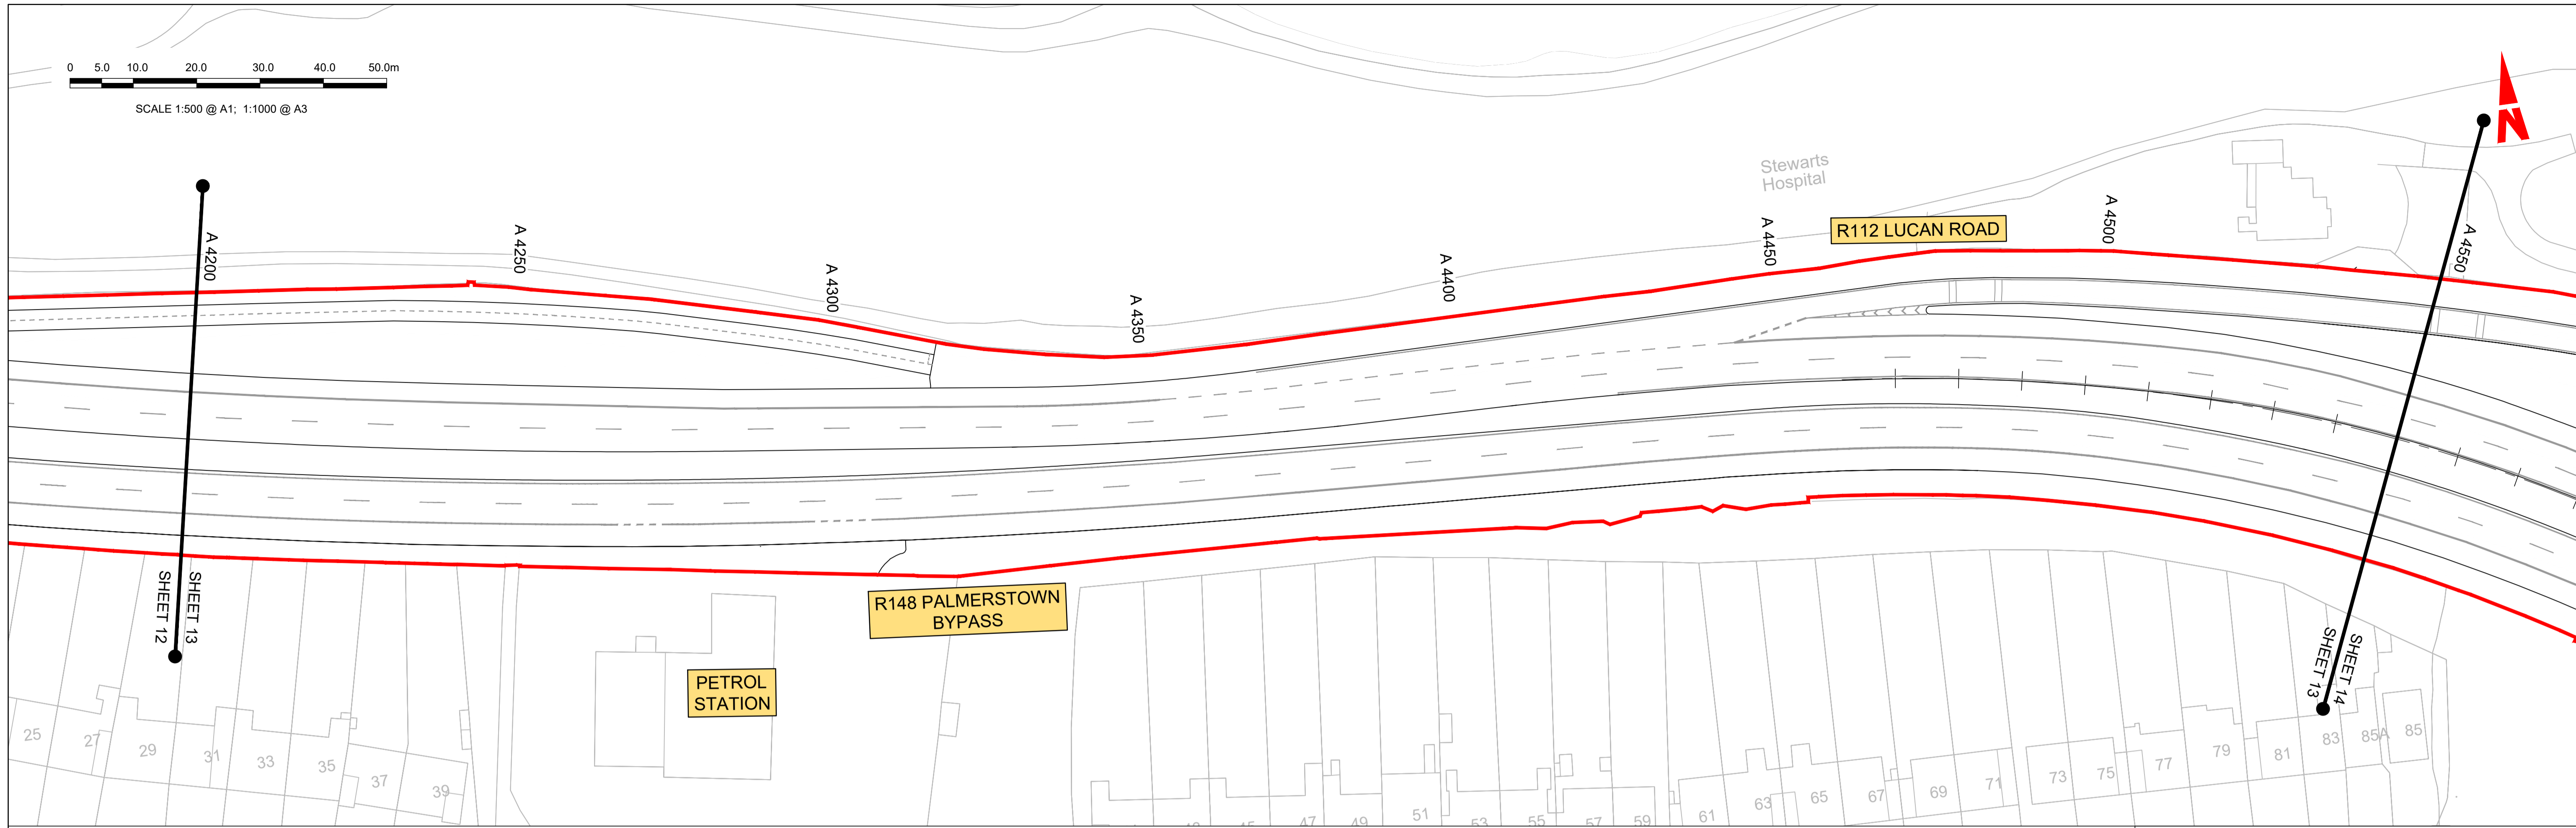 0 5.0 10.0 20.0 30.0 40.0 50.0m
SCALE 1:500 @ A1; 1:1000 @ A3
N
Stewarts
Hospital
R112 LUCAN ROAD
A 4200
A 4250
A 4300
A 4350
A 4400
A 4450
A 4500
A 4550
SHEET 12
SHEET 13
R148 PALMERSTOWN
BYPASS
PETROL
STATION
SHEET 13
SHEET 14
25
27
29
31
33
35
37
39
47
49
51
53
55
57
59
61
63
65
67
69
71
73
75
77
79
81
83
85A
85